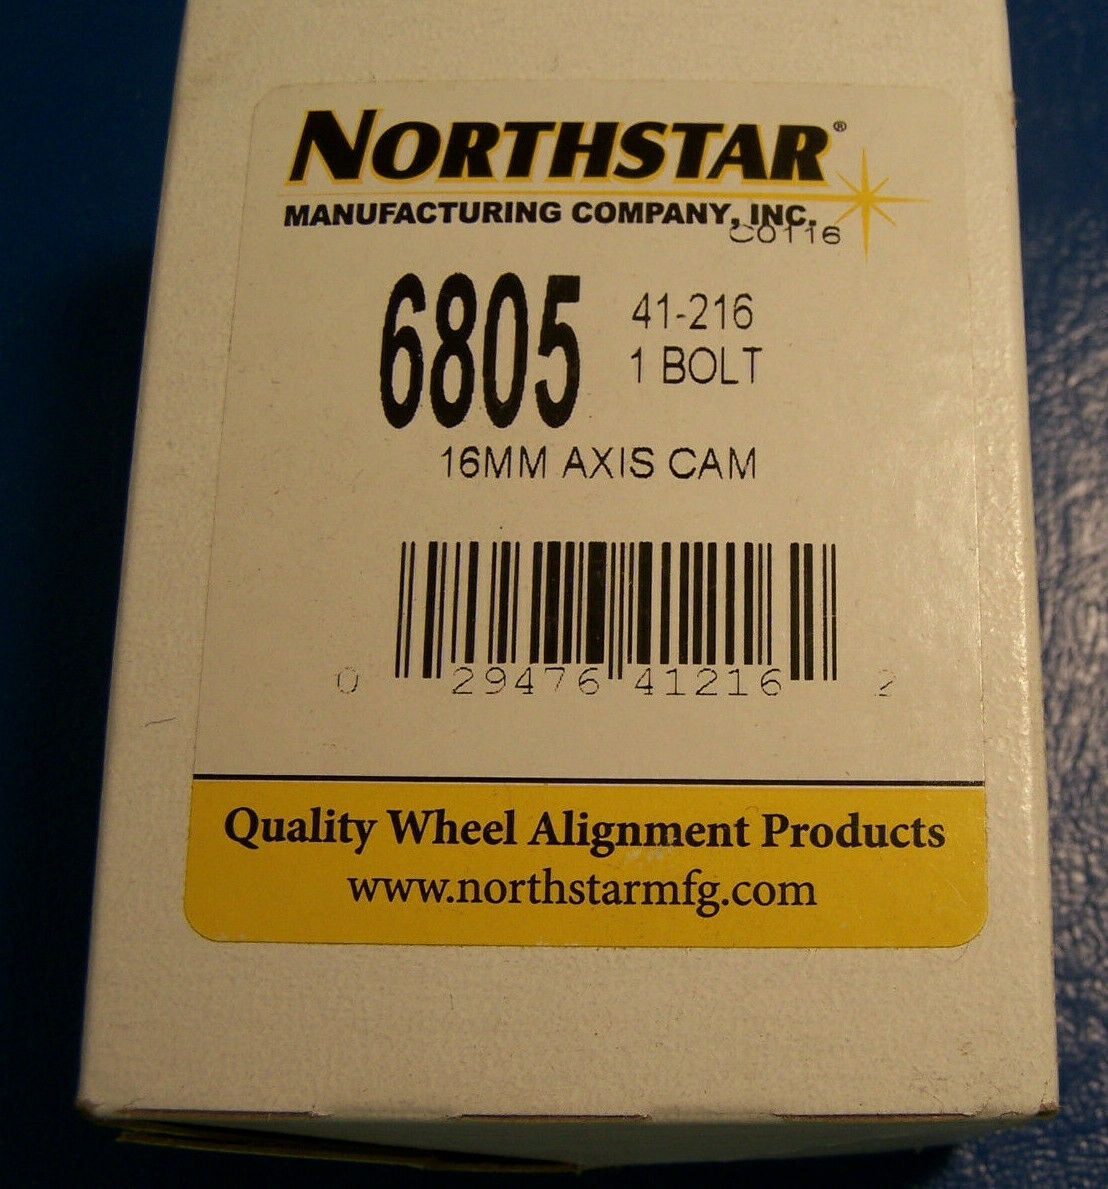 NORTHSTAR®
MANUFACTURING COMPANY, INC.
C0116
6805
41-216
1 BOLT
16MM AXIS CAM
0 29476 41216 2
Quality Wheel Alignment Products
www.northstarmfg.com